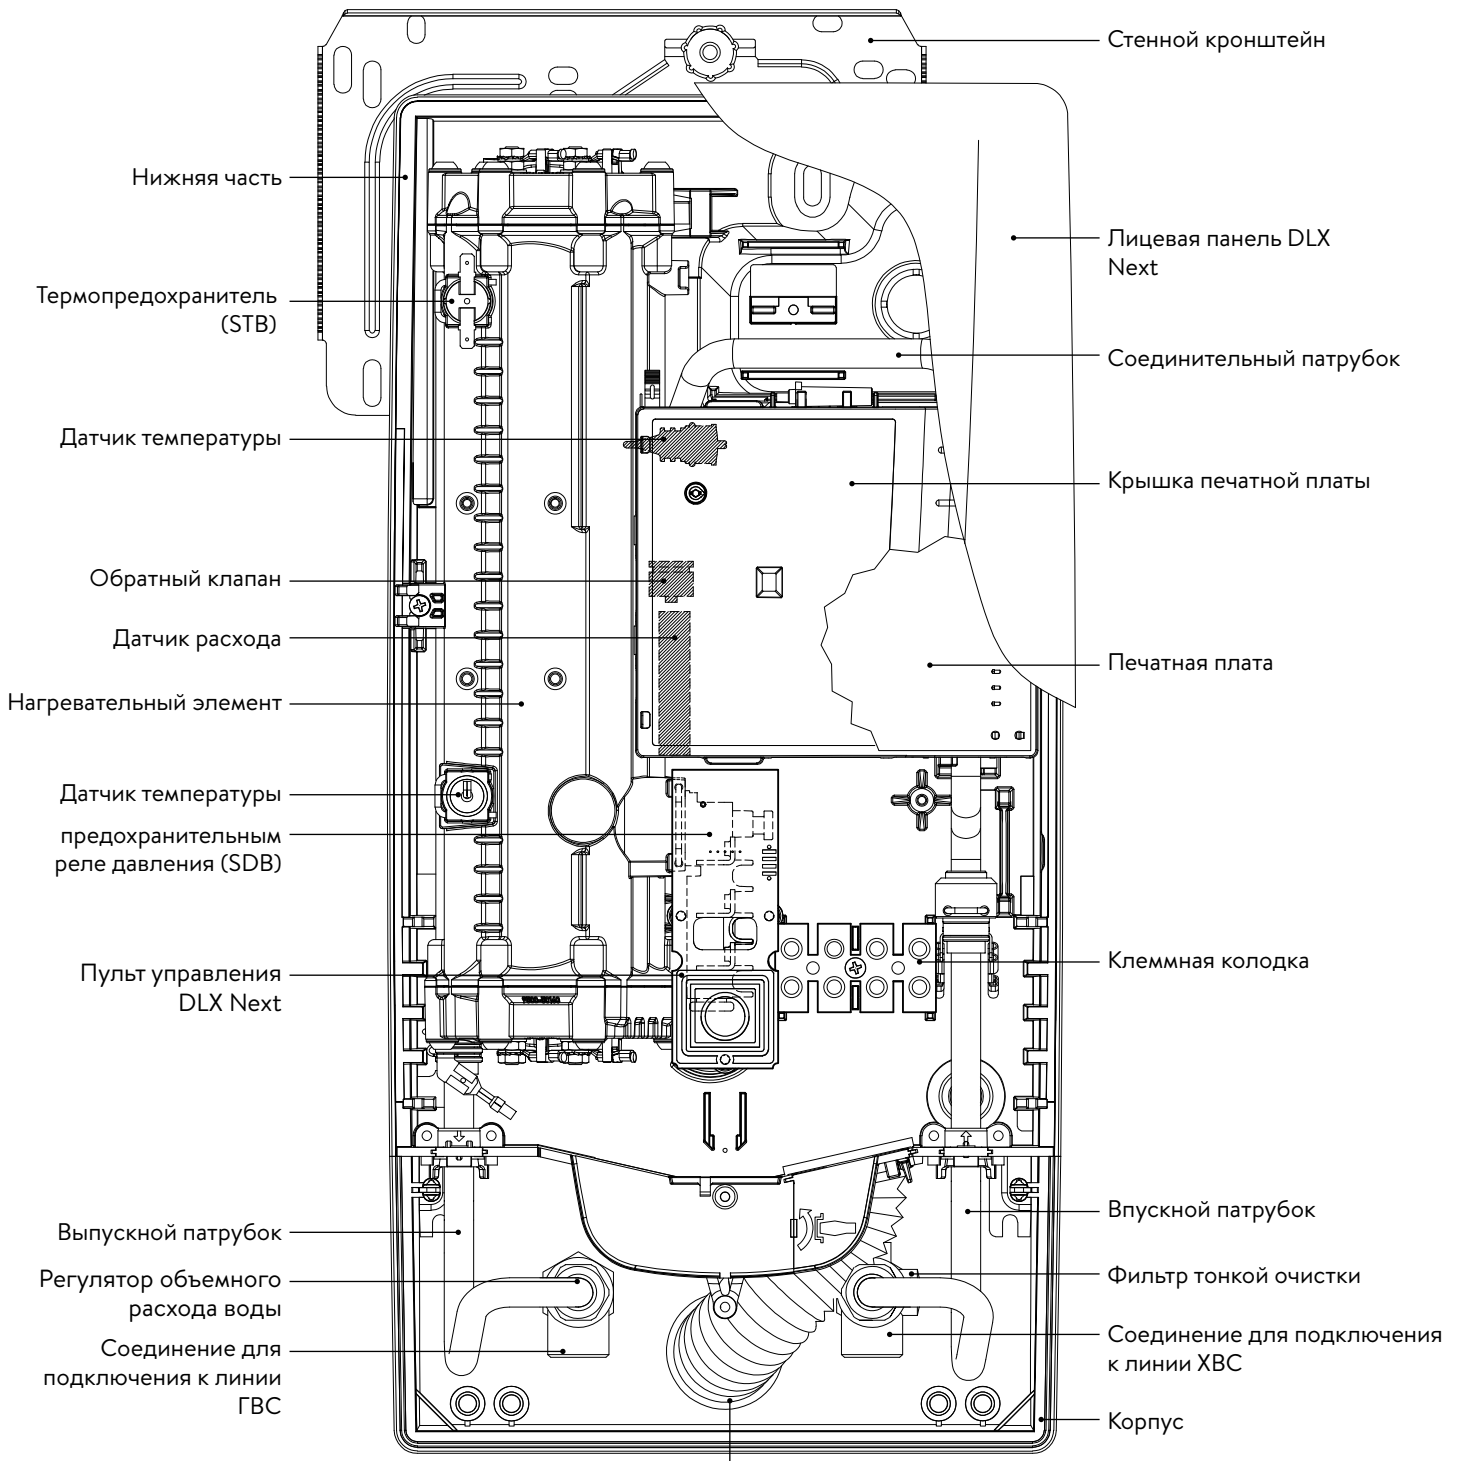 Стенной кронштейн
Нижняя часть
Лицевая панель DLX
Next
Термопредохранитель
(STB)
Соединительный патрубок
Датчик температуры
Крышка печатной платы
Обратный клапан
Датчик расхода
Печатная плата
Нагревательный элемент
Датчик температуры
предохранительным
реле давления (SDB)
Пульт управления
DLX Next
Клеммная колодка
Выпускной патрубок
Впускной патрубок
Регулятор объемного
расхода воды
Фильтр тонкой очистки
Соединение для
подключения к линии
ГВС
Соединение для подключения
к линии ХВС
Корпус